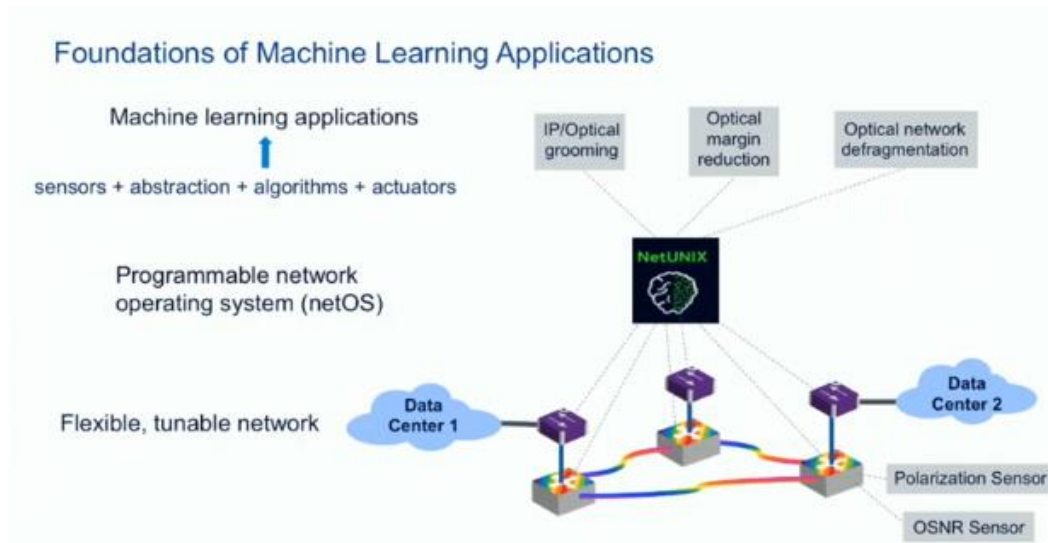 Foundations of Machine Learning Applications
Machine learning applications
sensors + abstraction + algorithms + actuators
IP/Optical
grooming
Optical
margin
reduction
Optical network
defragmentation
NetUNIX
Programmable network
operating system (netOS)
Flexible, tunable network
Data
Center 1
Data
Center 2
Polarization Sensor
OSNR Sensor